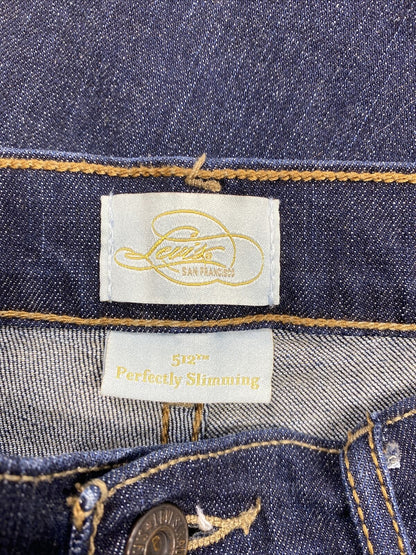 Levi's
SAN FRANCISCO
512™
Perfectly Slimming